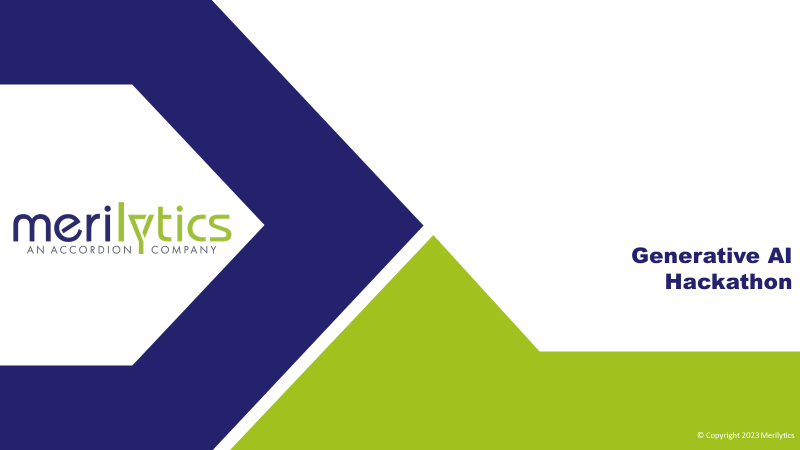 merilytics
AN ACCORDION COMPANY
Generative AI
Hackathon
© Copyright 2023 Merilytics